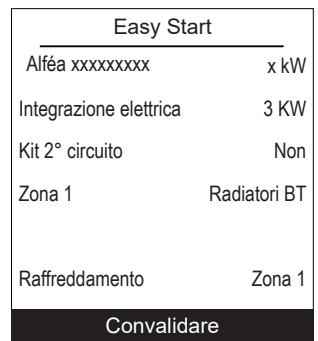 Easy Start
Alféa xxxxxxxxx x kW
Integrazione elettrica 3 KW
Kit 2° circuito Non
Zona 1 Radiatori BT
Raffreddamento Zona 1
Convalidare